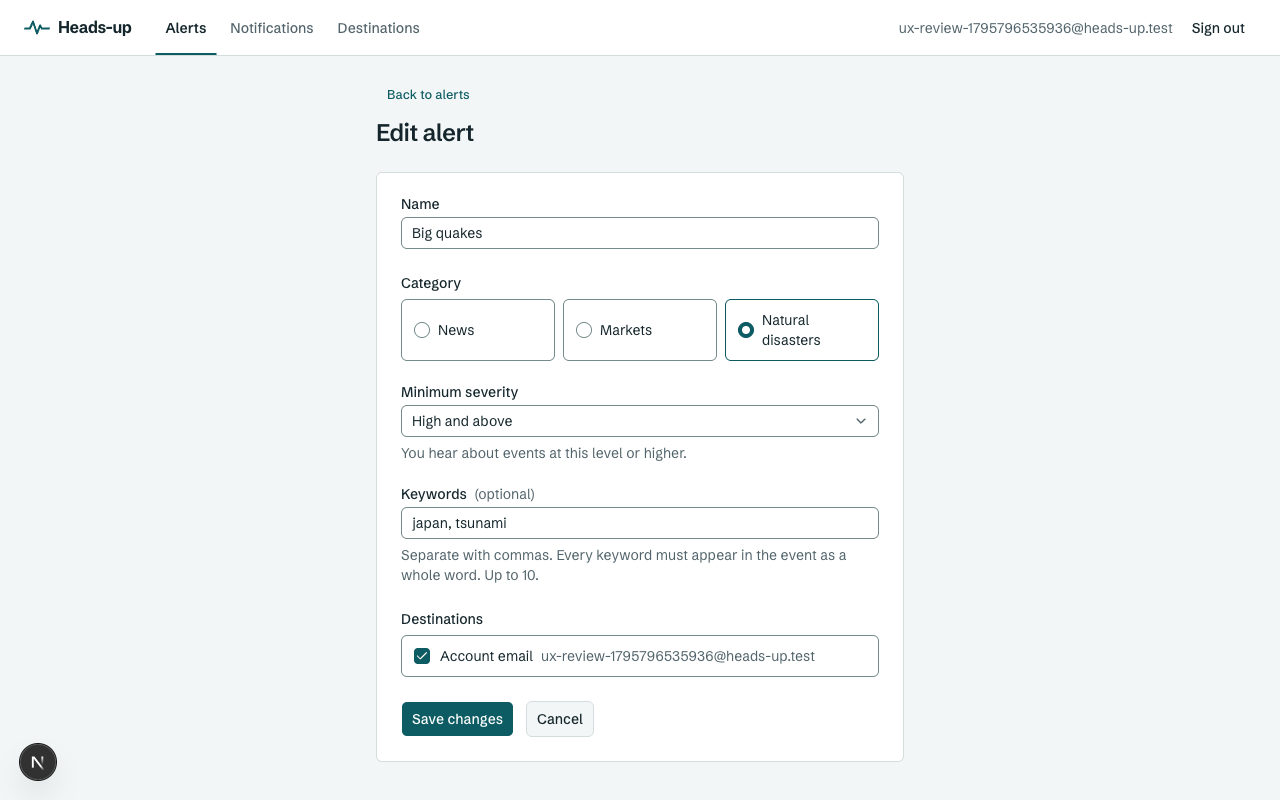 Heads-up
Alerts
Notifications
Destinations
ux-review-1795796535936@heads-up.test
Sign out
Back to alerts
Edit alert
Name
Big quakes
Category
News
Markets
Natural
disasters
Minimum severity
High and above
You hear about events at this level or higher.
Keywords (optional)
japan, tsunami
Separate with commas. Every keyword must appear in the event as a
whole word. Up to 10.
Destinations
Account email ux-review-1795796535936@heads-up.test
Save changes
Cancel
N